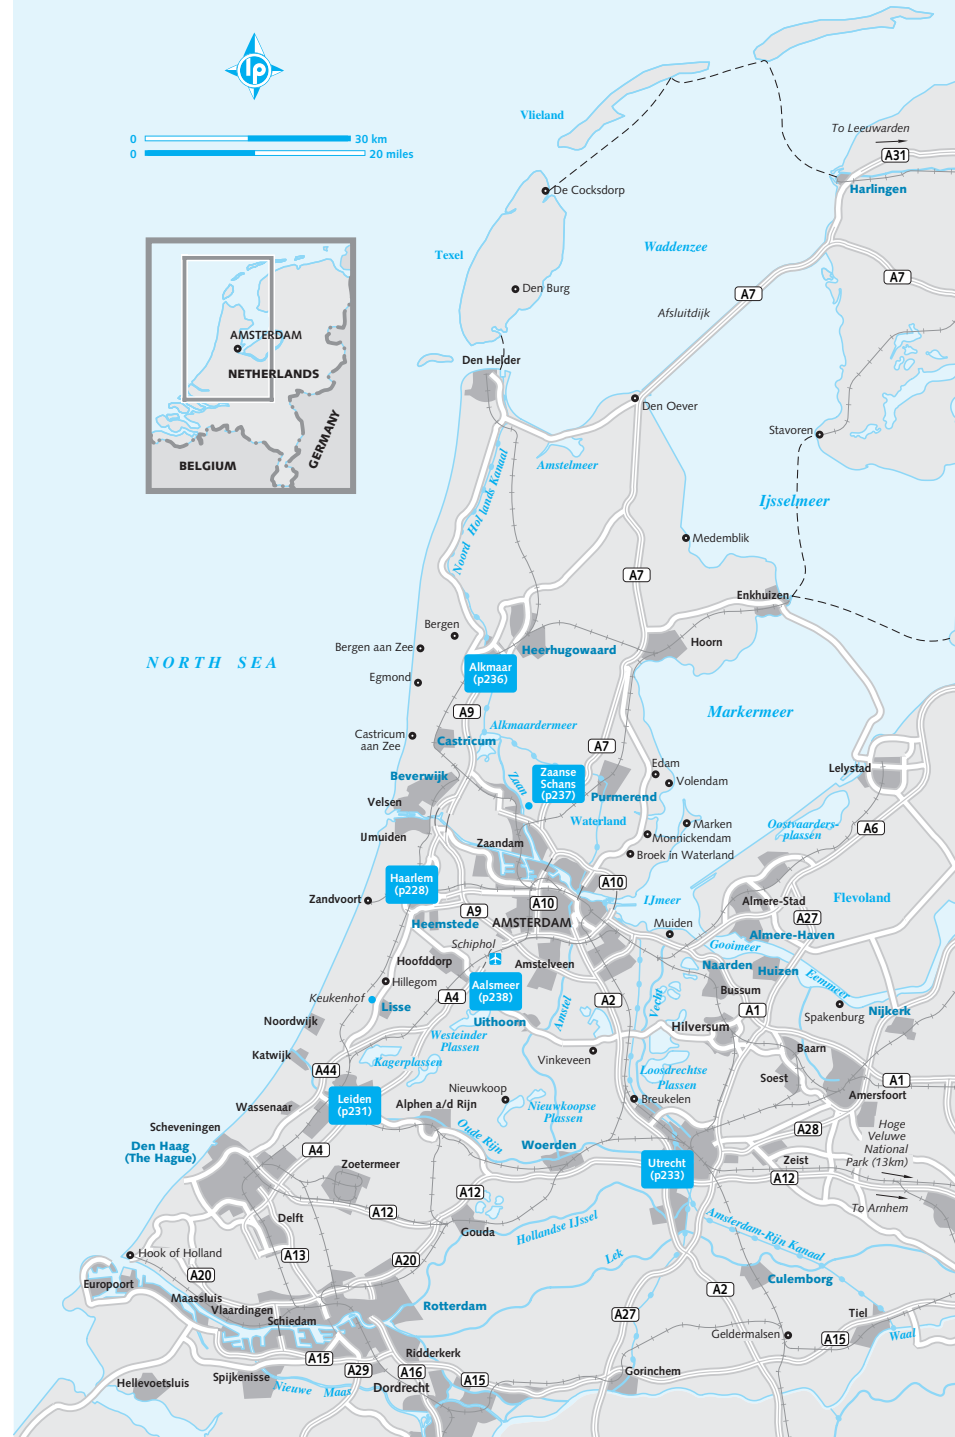 lp
Vlieland
0 30 km
0 20 miles
To Leeuwarden
A31
Harlingen
De Cocksdorp
Texel
Waddenzee
A7
Den Burg
A7
Afsluitdijk
AMSTERDAM
NETHERLANDS
GERMANY
BELGIUM
Den Helder
Den Oever
Stavoren
Amstelmeer
Noord Hollands Kanaal
Ijsselmeer
Medemblik
A7
Enkhuizen
Bergen
Bergen aan Zee
Heerhugowaard
Hoorn
NORTH SEA
Alkmaar
(p236)
Egmond
A9
Alkmaardermeer
Markermeer
Castricum
aan Zee
Castricum
A7
Edam
Lelystad
Beverwijk
Zaan
Zaanse
Schans
(p237)
Volendam
Purmerend
Velsen
Waterland
Marken
Oostvaarders-
plassen
A6
IJmuiden
Zaandam
Monnickendam
Broek in Waterland
Haarlem
(p228)
A10
Zandvoort
A9
A10
IJmeer
Almere-Stad
Flevoland
Heemstede
AMSTERDAM
Muiden
A27
Almere-Haven
Schiphol
Gooimeer
Hoofddorp
Amstelveen
Naarden
Huizen
Eemmeer
Hillegom
Aalsmeer
(p238)
Bussum
Keukenhof
Lisse
A4
A2
Vecht
Amstel
A1
Spakenburg
Nijkerk
Noordwijk
Uithoorn
Hilversum
Westeinder
Plassen
Katwijk
Kagerplassen
Vinkeveen
Baarn
A44
Loosdrechtse
Plassen
Soest
A1
Nieuwkoop
Breukelen
Amersfoort
Leiden
(p231)
Wassenaar
Alphen a/d Rijn
Nieuwkoopse
Plassen
Scheveningen
Oude Rijn
A28
Hoge
Veluwe
National
Park (13km)
Den Haag
(The Hague)
A4
Woerden
Zoetermeer
Utrecht
(p233)
Zeist
A12
A12
To Arnhem
A12
Delft
Gouda
Hollandse IJssel
Amsterdam-Rijn Kanaal
Hook of Holland
A13
A20
Lek
A20
Europoort
Culemborg
Maassluis
A2
Vlaardingen
Schiedam
Rotterdam
A27
Tiel
Geldermalsen
A15
Waal
A15
Ridderkerk
A29
A16
Gorinchem
Hellevoetsluis
Spijkenisse
Nieuwe Maas
Dordrecht
A15